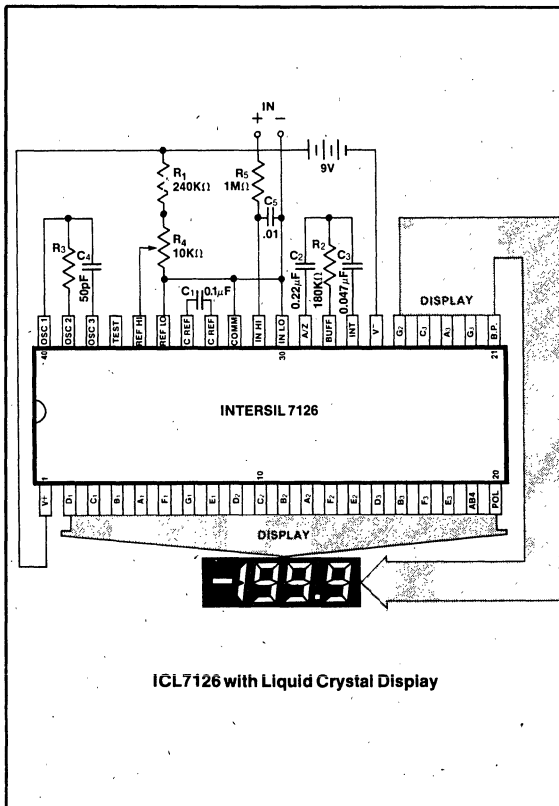 IN
+ −
9V
R1
240KΩ
R5
1MΩ
C5
.01
R3
C4
50pF
R4
10KΩ
C1
0.1µF
C2
0.22µF
R2
180KΩ
C3
0.047µF
DISPLAY
OSC 1
OSC 2
OSC 3
TEST
REF HI
REF LO
C REF
C REF
COMM
IN HI
IN LO
A/Z
BUFF
INT
V−
G2
C3
A3
G3
B.P.
40
30
21
INTERSIL 7126
1
10
20
V+
D1
C1
B1
A1
F1
G1
E1
D2
C2
B2
A2
F2
E2
D3
B3
F3
E3
AB4
POL
DISPLAY
-199.9
ICL7126 with Liquid Crystal Display